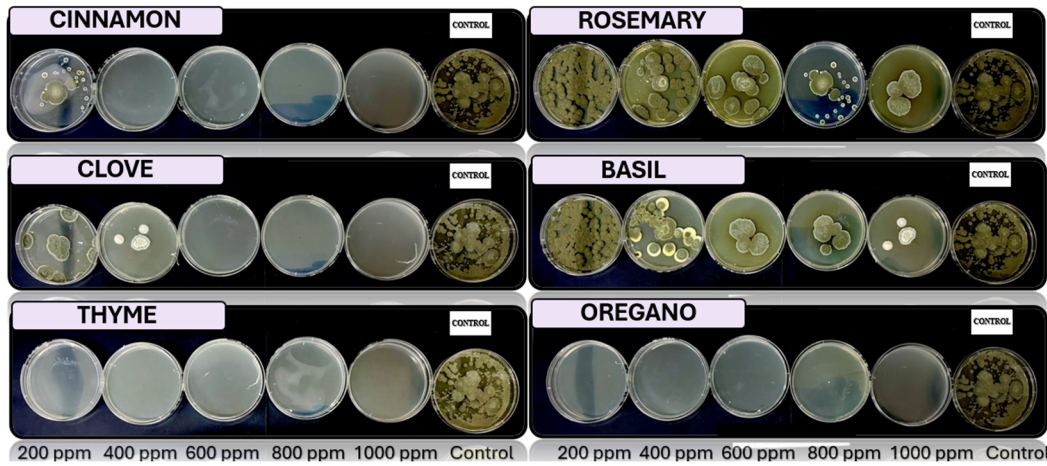 CINNAMON
CONTROL
ROSEMARY
CONTROL
CLOVE
CONTROL
BASIL
CONTROL
THYME
CONTROL
OREGANO
CONTROL
200 ppm 400 ppm 600 ppm 800 ppm 1000 ppm Control
200 ppm 400 ppm 600 ppm 800 ppm 1000 ppm Control